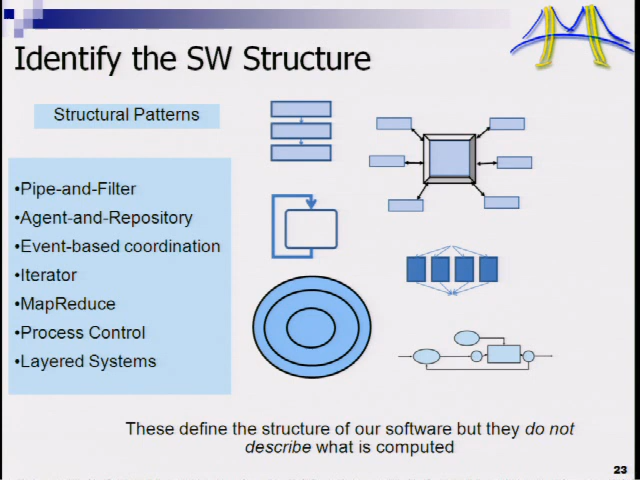 Identify the SW Structure
Structural Patterns
•Pipe-and-Filter
•Agent-and-Repository
•Event-based coordination
•Iterator
•MapReduce
•Process Control
•Layered Systems
These define the structure of our software but they do not
describe what is computed
23